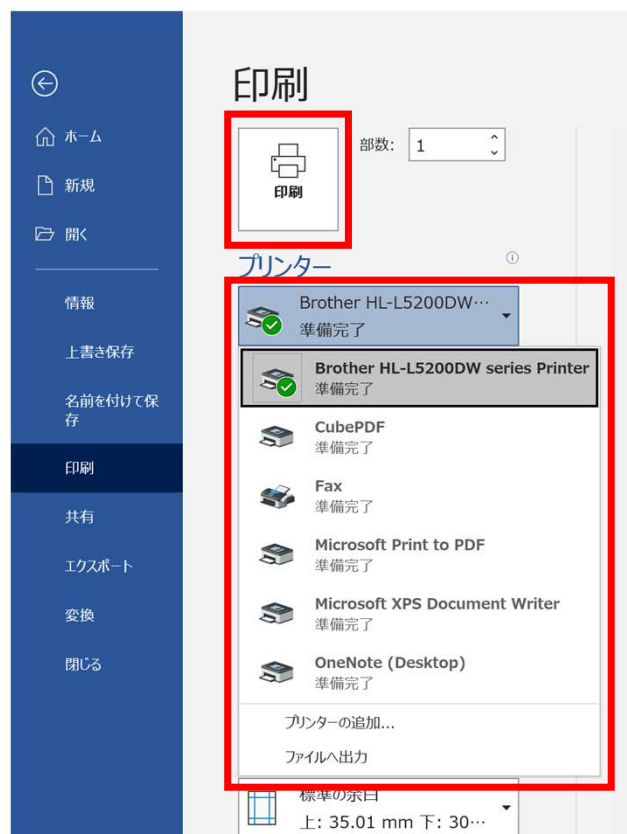 印刷
ホーム
新規
開く
情報
上書き保存
名前を付けて保
存
印刷
共有
エクスポート
変換
閉じる
印刷
部数: 1
プリンター
Brother HL-L5200DW…
準備完了
Brother HL-L5200DW series Printer
準備完了
CubePDF
準備完了
Fax
準備完了
Microsoft Print to PDF
準備完了
Microsoft XPS Document Writer
準備完了
OneNote (Desktop)
準備完了
プリンターの追加...
ファイルへ出力
標準の余白
上: 35.01 mm 下: 30…